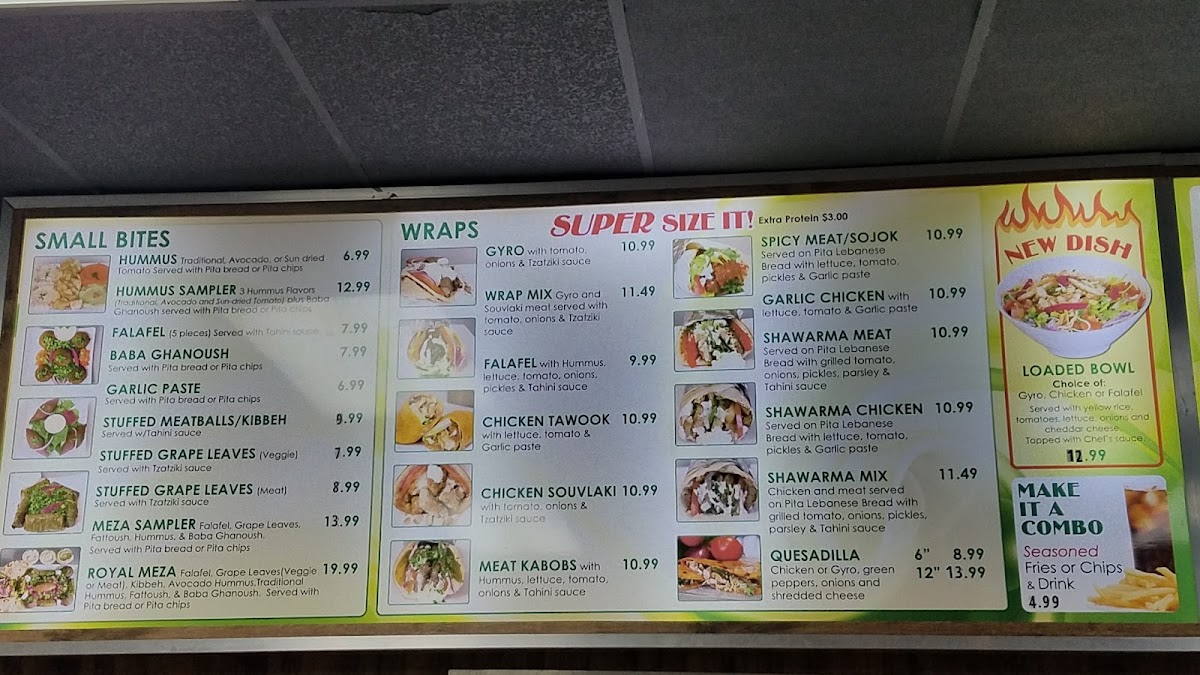 SMALL BITES
HUMMUS Traditional, Avocado, or Sun dried 6.99
Tomato Served with Pita bread or Pita chips
HUMMUS SAMPLER 3 Hummus Flavors 12.99
(Traditional, Avocado and Sun-dried Tomato) plus Baba
Ghanoush served with Pita bread or Pita chips
FALAFEL (5 pieces) Served with Tahini sauce 7.99
BABA GHANOUSH 7.99
Served with Pita bread or Pita chips
GARLIC PASTE 6.99
Served with Pita bread or Pita chips
STUFFED MEATBALLS/KIBBEH 9.99
Served w/Tahini sauce
STUFFED GRAPE LEAVES (Veggie) 7.99
Served with Tzatziki sauce
STUFFED GRAPE LEAVES (Meat) 8.99
Served with Tzatziki sauce
MEZA SAMPLER Falafel, Grape Leaves, 13.99
Fattoush, Hummus, & Baba Ghanoush.
Served with Pita bread or Pita chips
ROYAL MEZA Falafel, Grape Leaves(Veggie 19.99
or Meat), Kibbeh, Avocado Hummus,Traditional
Hummus, Fattoush, & Baba Ghanoush. Served with
Pita bread or Pita chips
WRAPS
SUPER SIZE IT! Extra Protein $3.00
GYRO with tomato, 10.99
onions & Tzatziki sauce
WRAP MIX Gyro and 11.49
Souvlaki meat served with
tomato, onions & Tzatziki
sauce
FALAFEL with Hummus, 9.99
lettuce, tomato, onions,
pickles & Tahini sauce
CHICKEN TAWOOK 10.99
with lettuce, tomato &
Garlic paste
CHICKEN SOUVLAKI 10.99
with tomato, onions &
Tzatziki sauce
MEAT KABOBS with 10.99
Hummus, lettuce, tomato,
onions & Tahini sauce
SPICY MEAT/SOJOK 10.99
Served on Pita Lebanese
Bread with lettuce, tomato,
pickles & Garlic paste
GARLIC CHICKEN with 10.99
lettuce, tomato & Garlic paste
SHAWARMA MEAT 10.99
Served on Pita Lebanese
Bread with grilled tomato,
onions, pickles, parsley &
Tahini sauce
SHAWARMA CHICKEN 10.99
Served on Pita Lebanese
Bread with lettuce, tomato,
pickles & Garlic paste
SHAWARMA MIX 11.49
Chicken and meat served
on Pita Lebanese Bread with
grilled tomato, onions, pickles,
parsley & Tahini sauce
QUESADILLA 6" 8.99
Chicken or Gyro, green 12" 13.99
peppers, onions and
shredded cheese
NEW DISH
LOADED BOWL
Choice of:
Gyro, Chicken or Falafel
Served with yellow rice,
tomatoes, lettuce, onions and
cheddar cheese
Topped with Chef's sauce.
12.99
MAKE
IT A
COMBO
Seasoned
Fries or Chips
& Drink
4.99